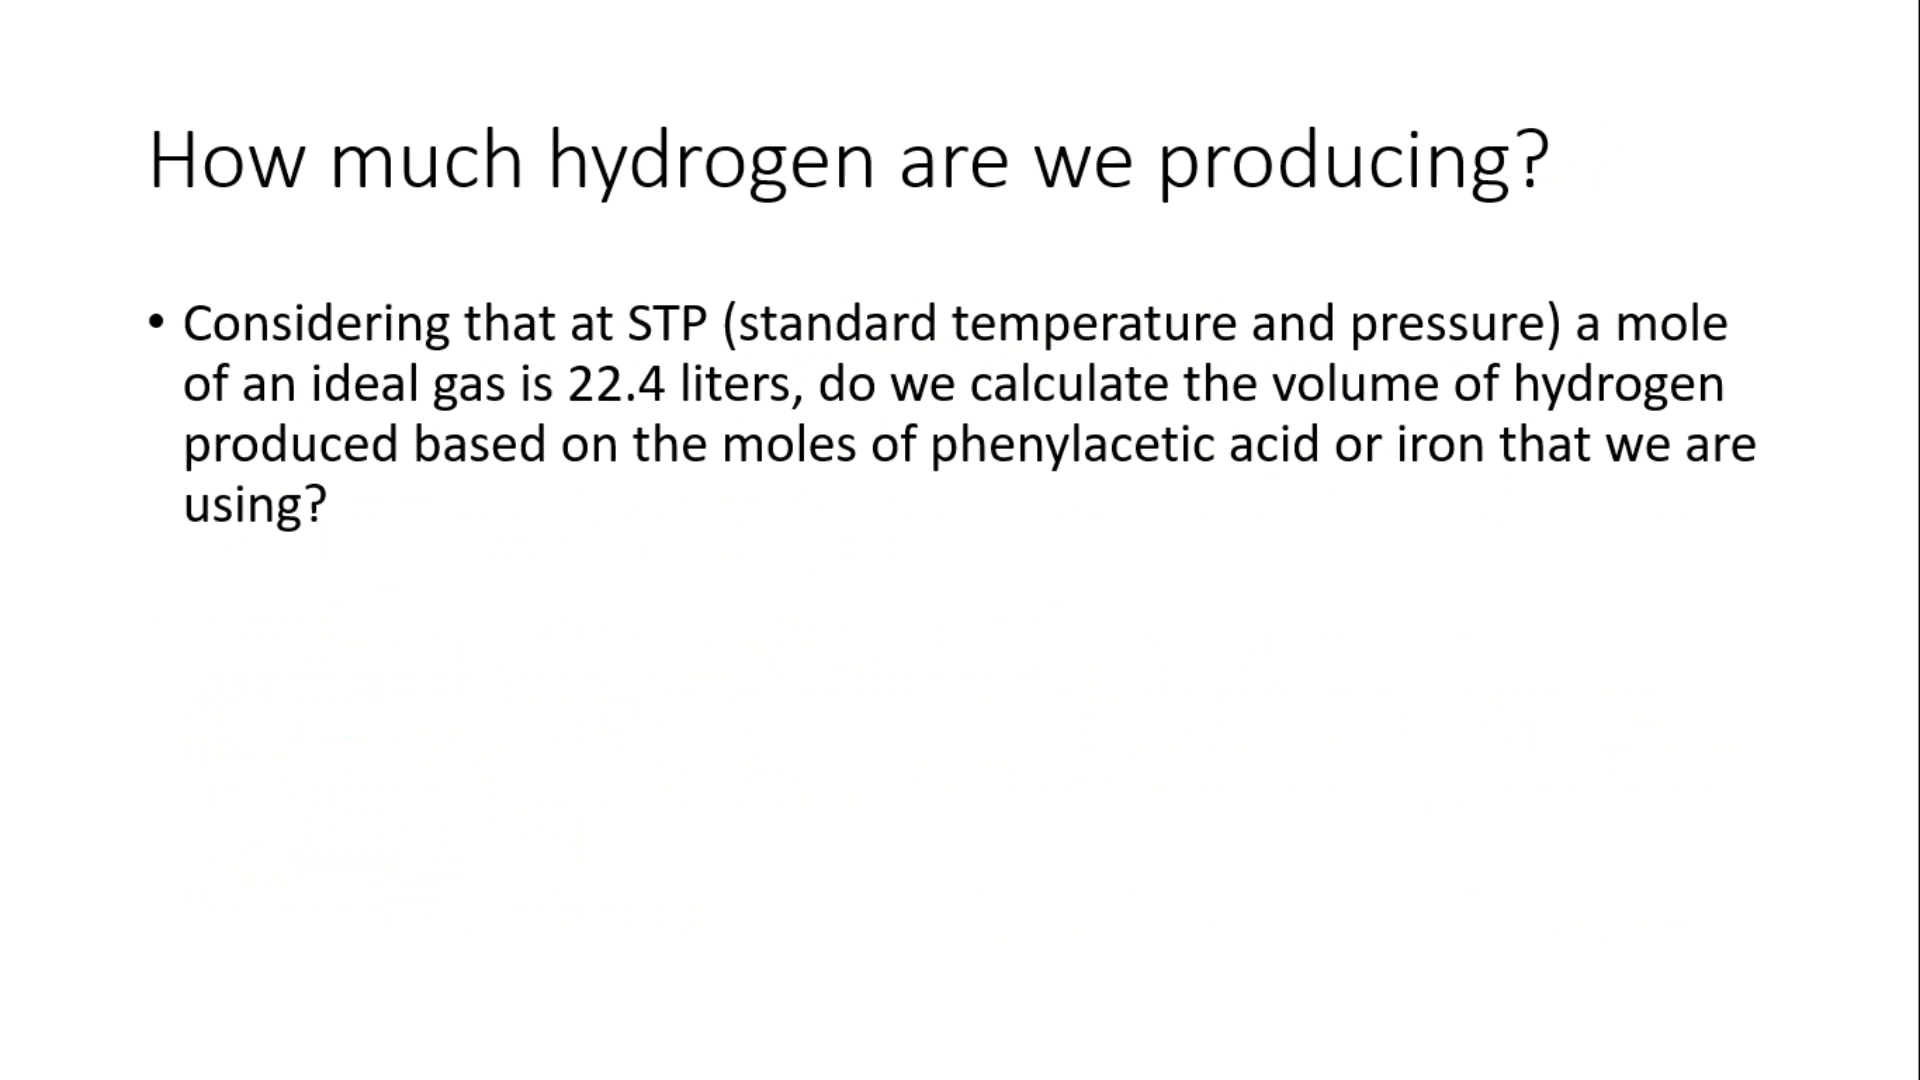 How much hydrogen are we producing?
• Considering that at STP (standard temperature and pressure) a mole
of an ideal gas is 22.4 liters, do we calculate the volume of hydrogen
produced based on the moles of phenylacetic acid or iron that we are
using?